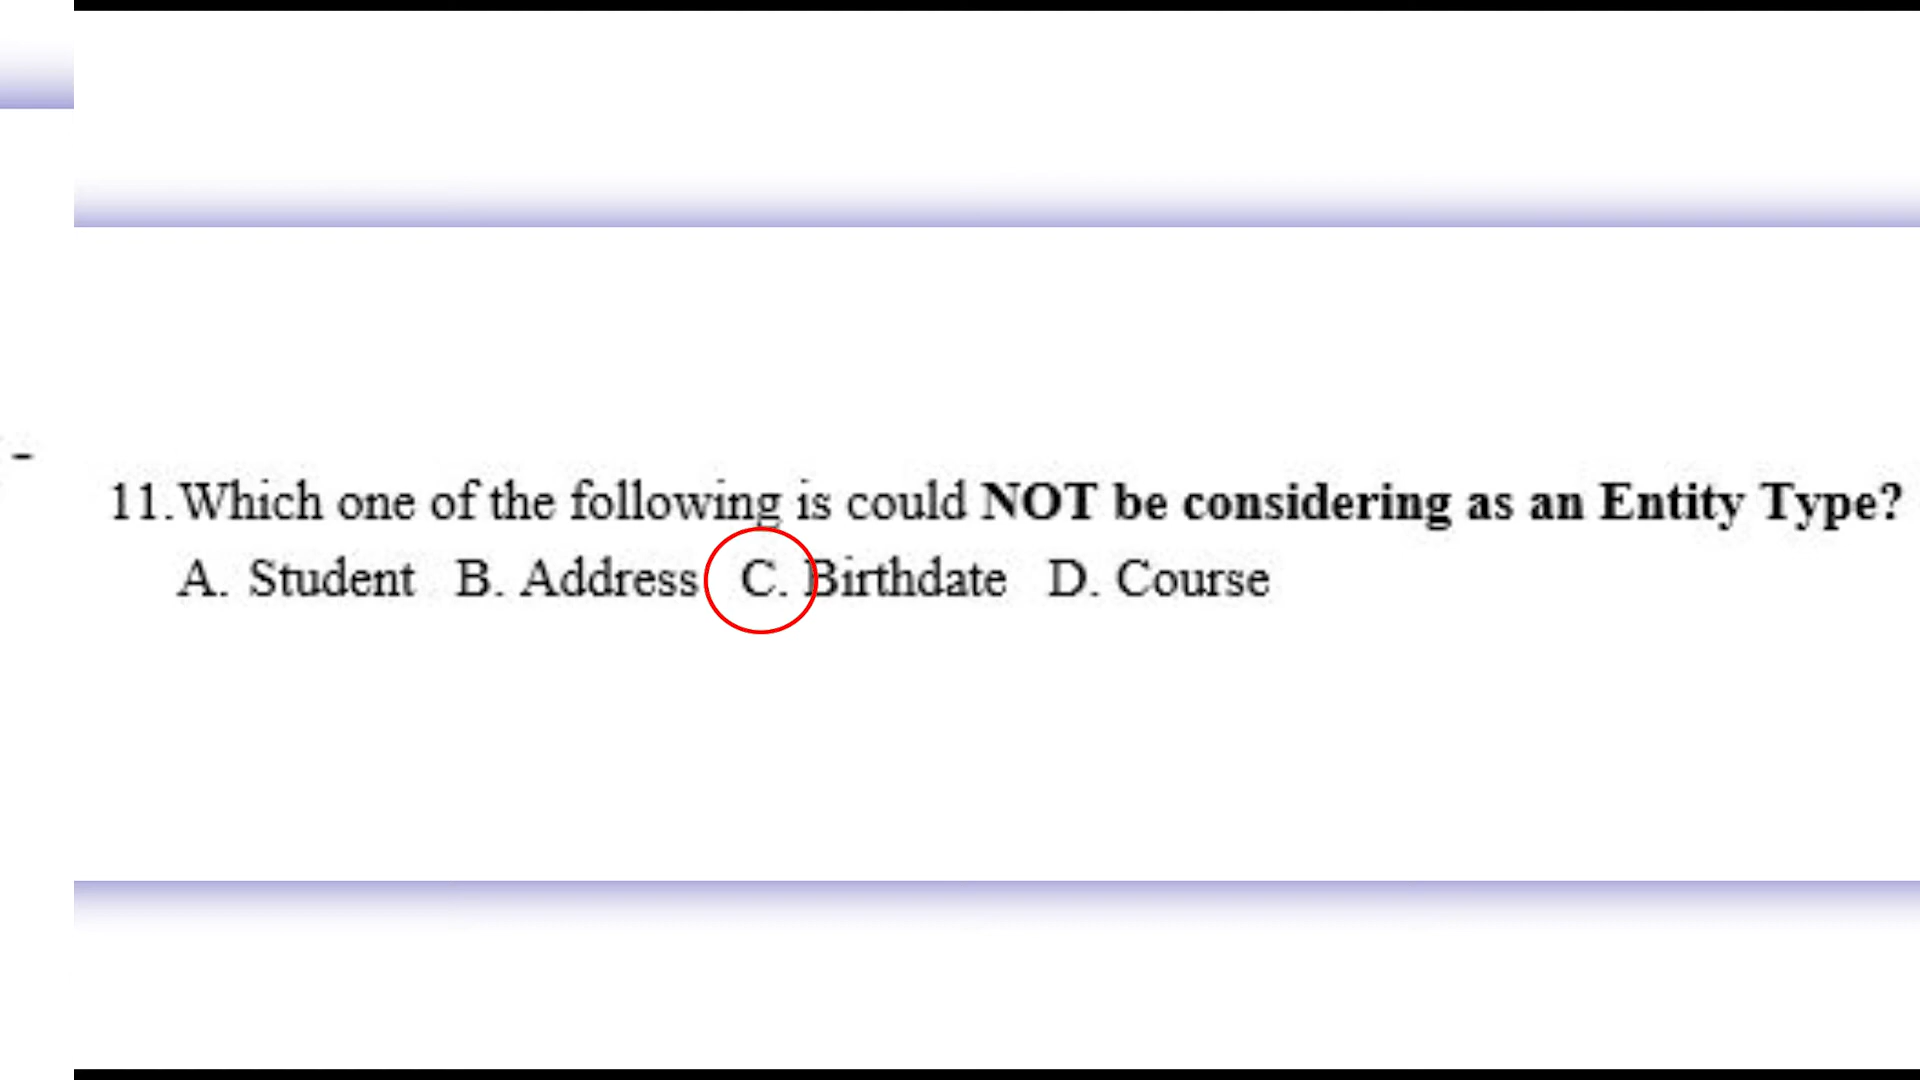 -
11. Which one of the following is could NOT be considering as an Entity Type?
A. Student B. Address C. Birthdate D. Course